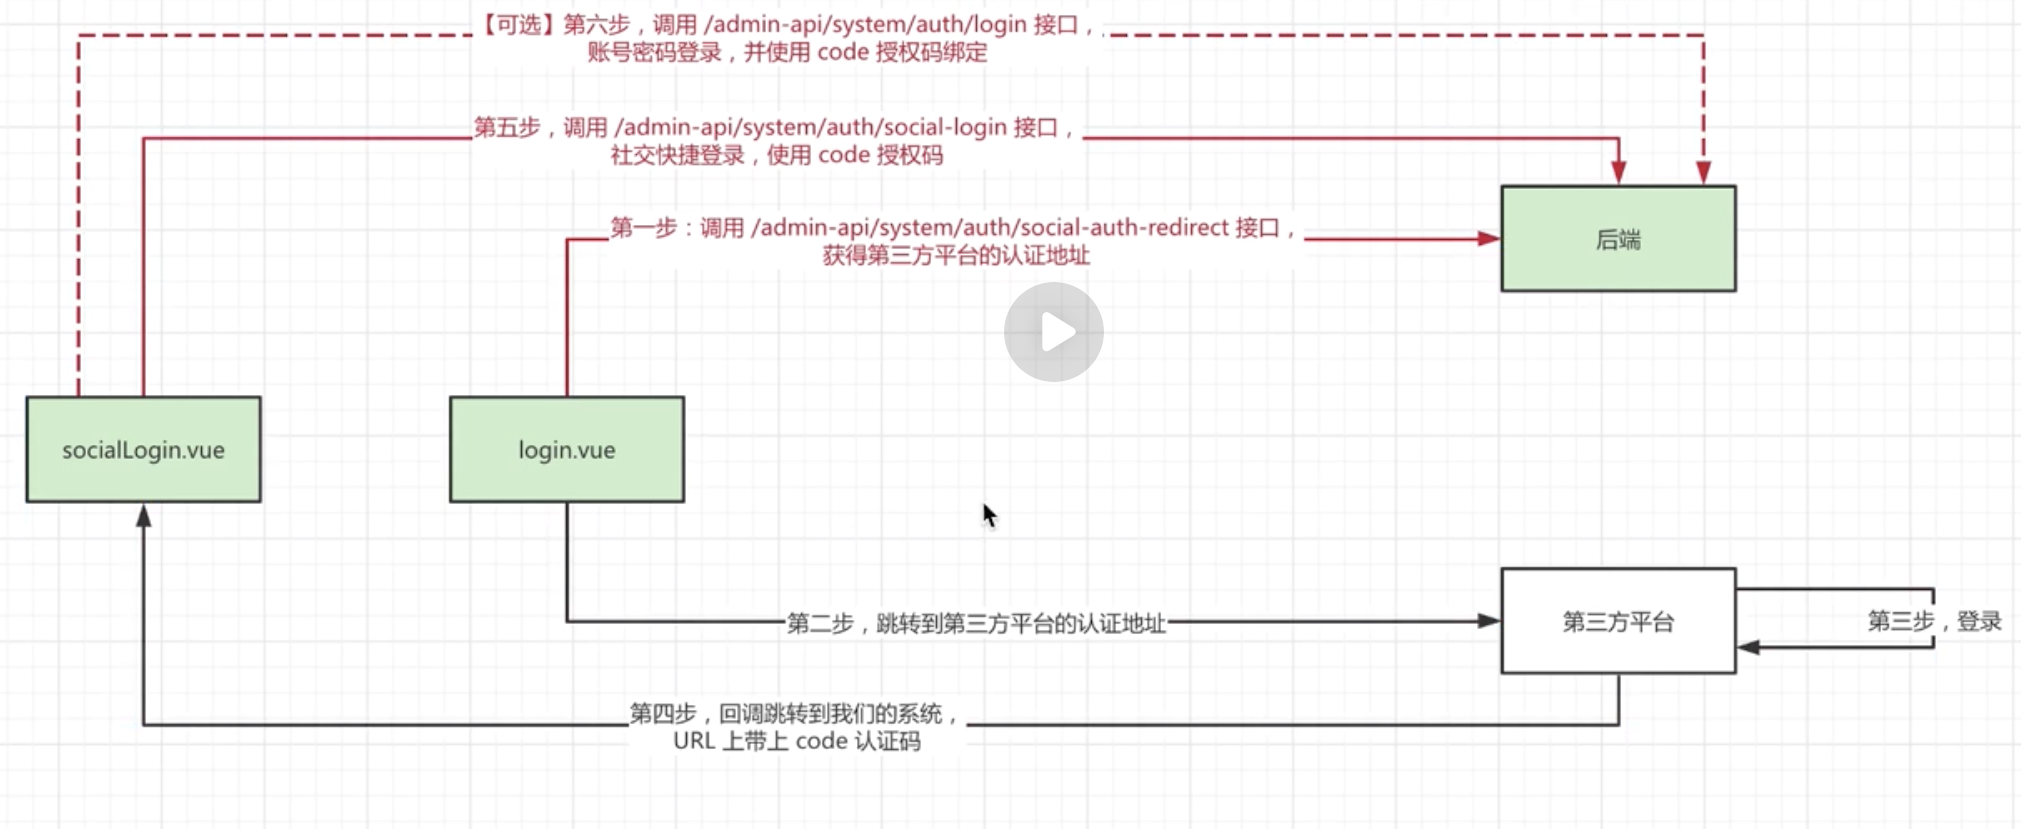 【可选】第六步，调用 /admin-api/system/auth/login 接口，
账号密码登录，并使用 code 授权码绑定
第五步，调用 /admin-api/system/auth/social-login 接口，
社交快捷登录，使用 code 授权码
第一步：调用 /admin-api/system/auth/social-auth-redirect 接口，
获得第三方平台的认证地址
后端
socialLogin.vue
login.vue
第二步，跳转到第三方平台的认证地址
第三方平台
第三步，登录
第四步，回调跳转到我们的系统，
URL 上带上 code 认证码